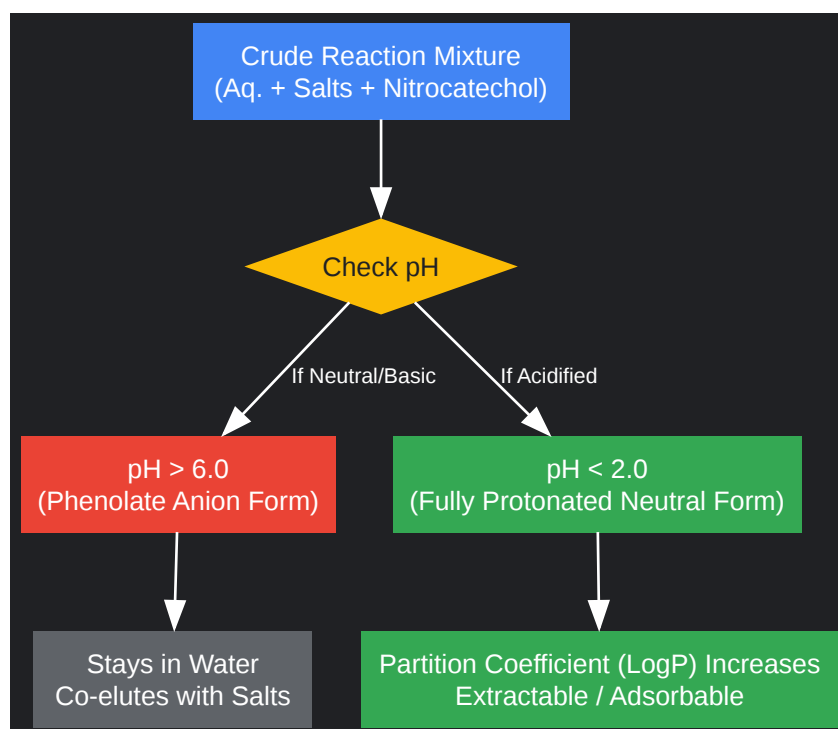 Crude Reaction Mixture
(Aq. + Salts + Nitrocatechol)
Check pH
If Neutral/Basic
If Acidified
pH > 6.0
(Phenolate Anion Form)
pH < 2.0
(Fully Protonated Neutral Form)
Stays in Water
Co-elutes with Salts
Partition Coefficient (LogP) Increases
Extractable / Adsorbable